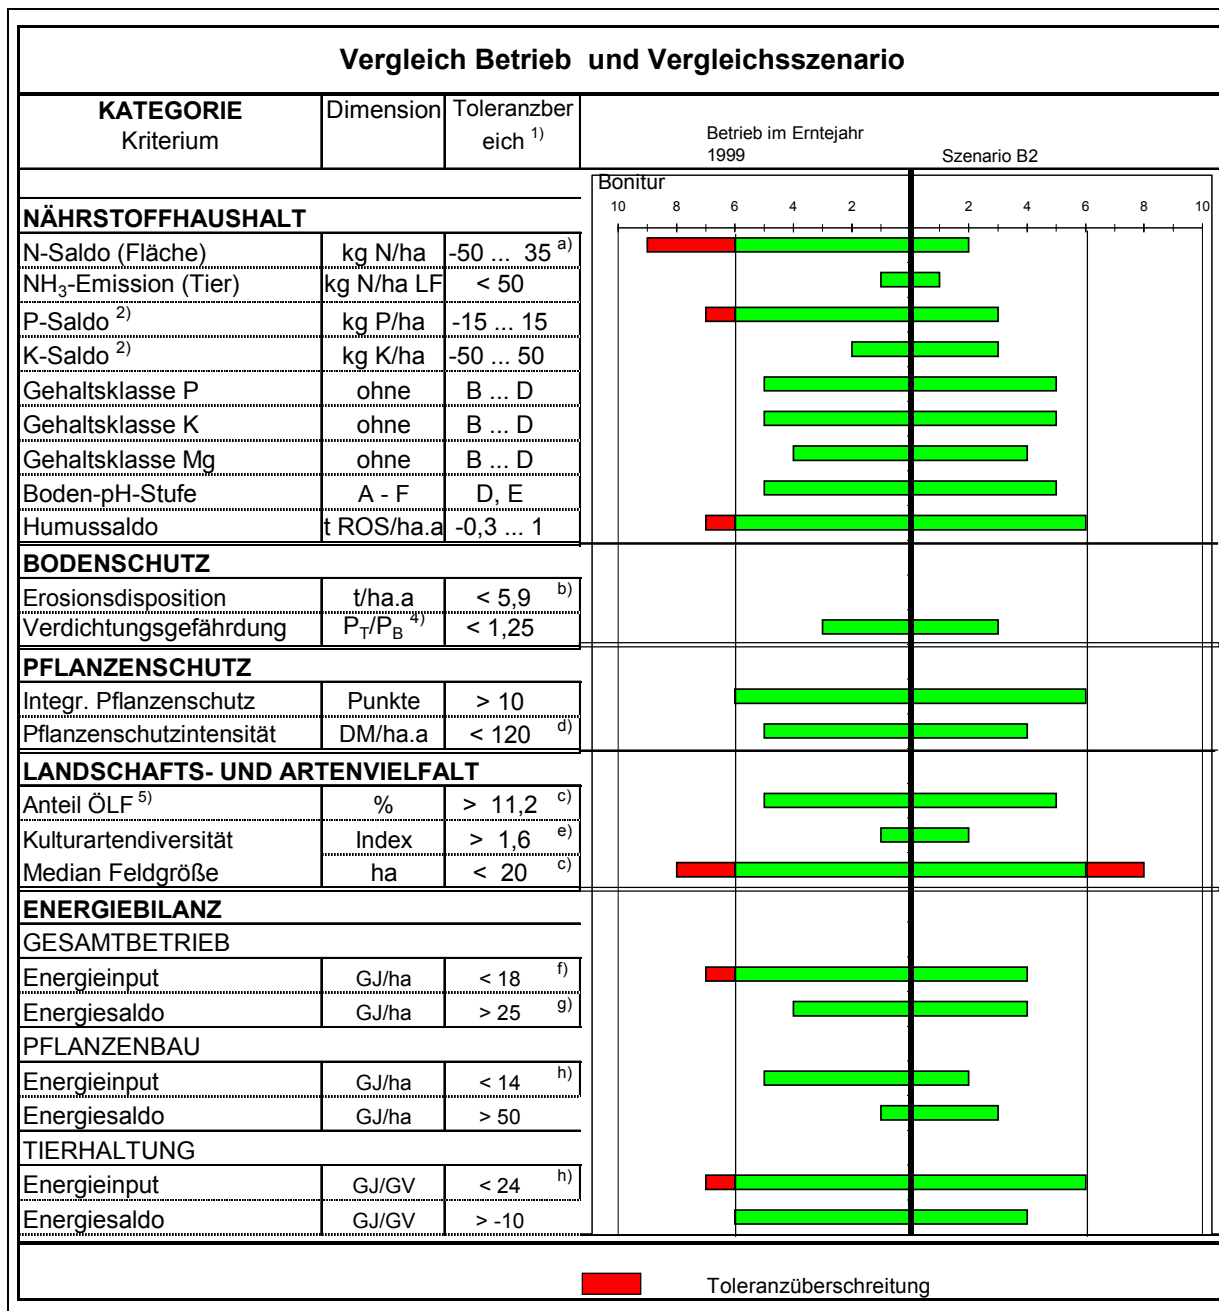 Vergleich Betrieb und Vergleichsszenario
KATEGORIE Dimension Toleranzber
Kriterium eich 1)
Betrieb im Erntejahr
1999 Szenario B2
Bonitur
10 8 6 4 2 2 4 6 8 10
NÄHRSTOFFHAUSHALT
N-Saldo (Fläche) kg N/ha -50 ... 35 a)
NH3-Emission (Tier) kg N/ha LF < 50
P-Saldo 2) kg P/ha -15 ... 15
K-Saldo 2) kg K/ha -50 ... 50
Gehaltsklasse P ohne B ... D
Gehaltsklasse K ohne B ... D
Gehaltsklasse Mg ohne B ... D
Boden-pH-Stufe A - F D, E
Humussaldo t ROS/ha.a -0,3 ... 1
BODENSCHUTZ
Erosionsdisposition t/ha.a < 5,9 b)
Verdichtungsgefährdung PT/PB 4) < 1,25
PFLANZENSCHUTZ
Integr. Pflanzenschutz Punkte > 10
Pflanzenschutzintensität DM/ha.a < 120 d)
LANDSCHAFTS- UND ARTENVIELFALT
Anteil ÖLF 5) % > 11,2 c)
Kulturartendiversität Index > 1,6 e)
Median Feldgröße ha < 20 c)
ENERGIEBILANZ
GESAMTBETRIEB
Energieinput GJ/ha < 18 f)
Energiesaldo GJ/ha > 25 g)
PFLANZENBAU
Energieinput GJ/ha < 14 h)
Energiesaldo GJ/ha > 50
TIERHALTUNG
Energieinput GJ/GV < 24 h)
Energiesaldo GJ/GV > -10
Toleranzüberschreitung